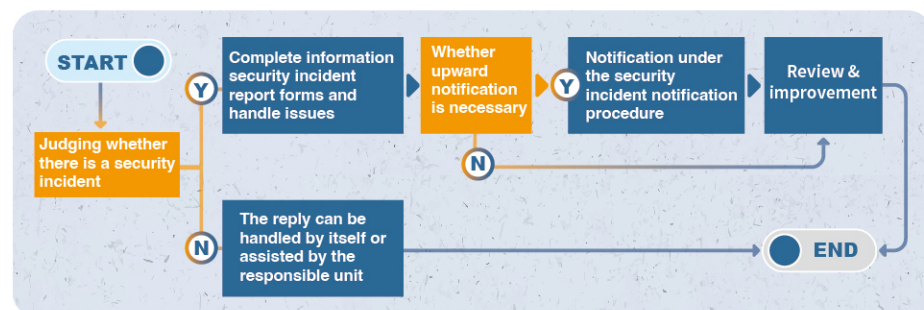 START
Judging whether
there is a security
incident
Y
Complete information
security incident
report forms and
handle issues
Whether
upward
notification
is necessary
Y
Notification under
the security
incident notification
procedure
Review &
improvement
N
N
The reply can be
handled by itself or
assisted by the
responsible unit
END